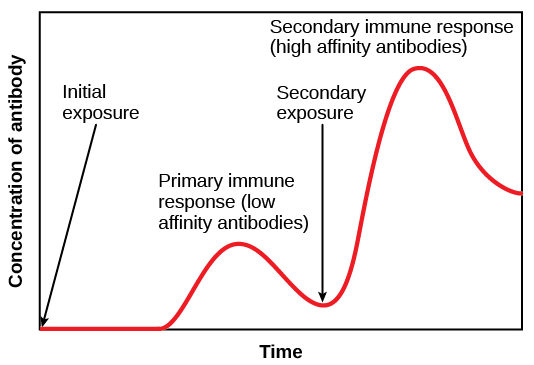 Secondary immune response
(high affinity antibodies)
Initial
exposure
Secondary
exposure
Primary immune
response (low
affinity antibodies)
Concentration of antibody
Time